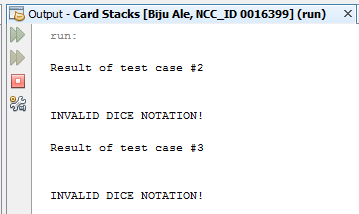 Output - Card Stacks [Biju Ale, NCC_ID 0016399] (run)
run:
Result of test case #2
INVALID DICE NOTATION!
Result of test case #3
INVALID DICE NOTATION!